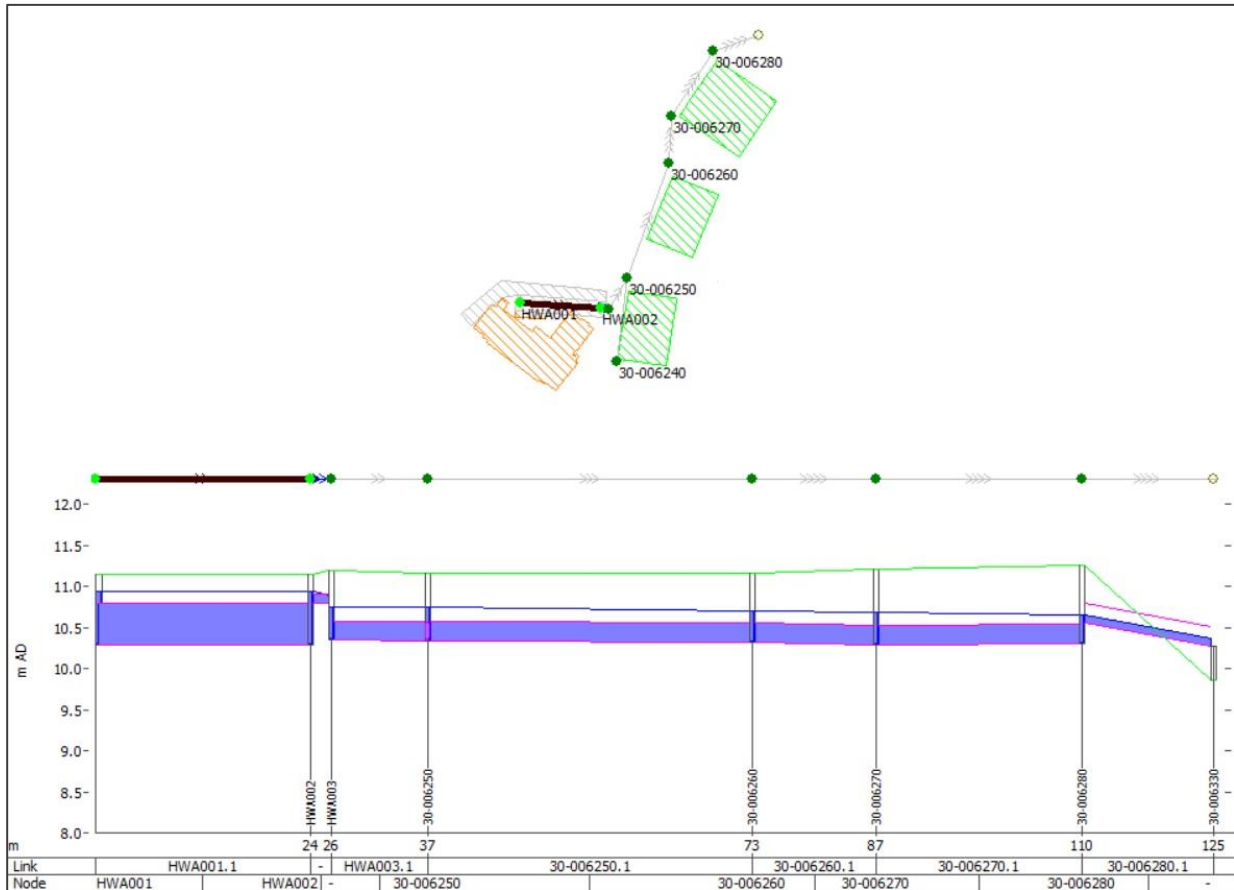 30-006280
30-006270
30-006260
30-006250
HWA001
HWA002
30-006240
12.0
11.5
11.0
10.5
10.0
9.5
9.0
8.5
8.0
m AD
HWA002
HWA003
30-006250
30-006260
30-006270
30-006280
30-006330
m 24 26 37 73 87 110 125
Link HWA001.1 - HWA003.1 30-006250.1 30-006260.1 30-006270.1 30-006280.1
Node HWA001 HWA002 - 30-006250 30-006260 30-006270 30-006280 -